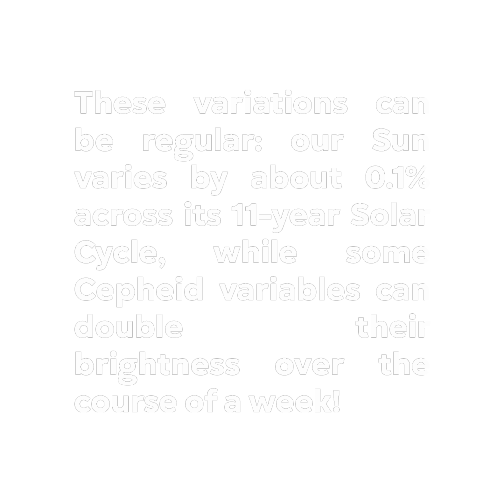 These variations can
be regular: our Sun
varies by about 0.1%
across its 11-year Solar
Cycle, while some
Cepheid variables can
double their
brightness over the
course of a week!